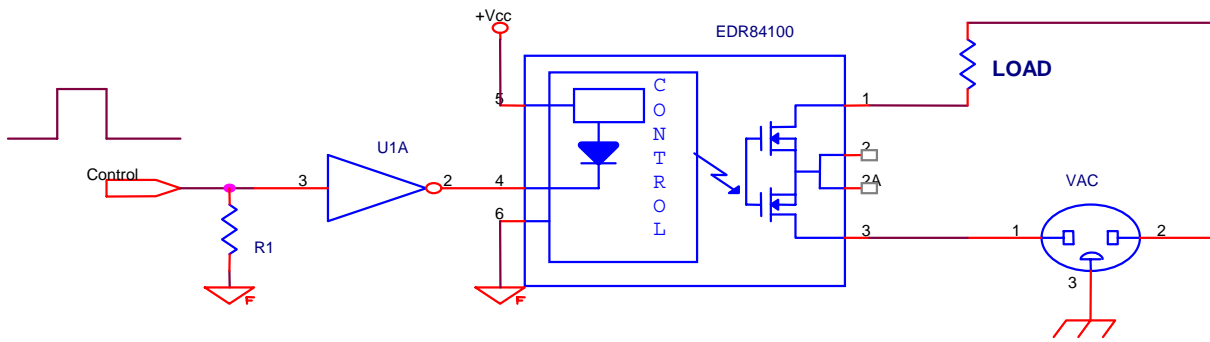 +Vcc
EDR84100
LOAD
CONTROL
5
1
U1A
2
Control
3
2
4
2A
VAC
6
R1
3
1
2
F
F
3